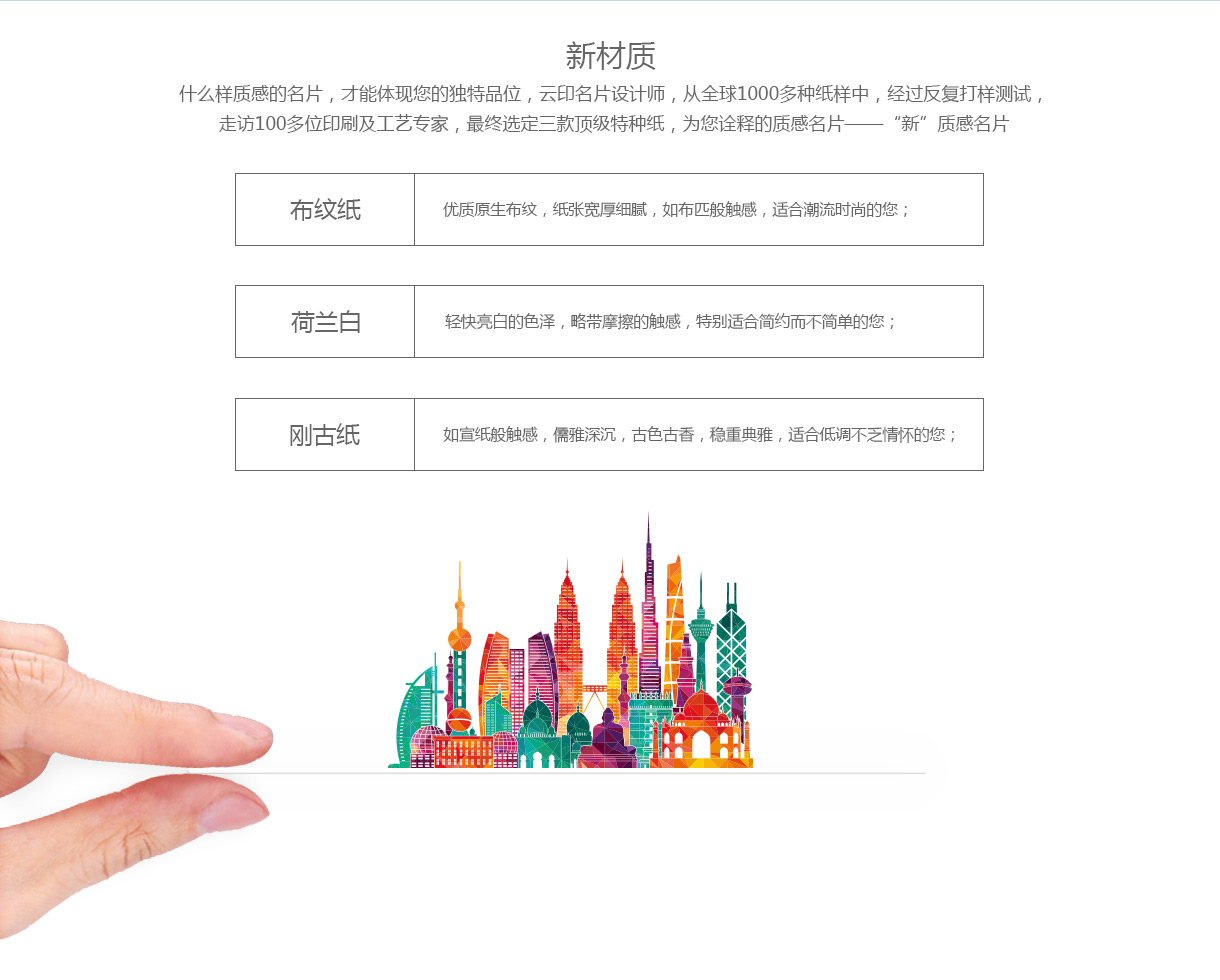 新材质
什么样质感的名片，才能体现您的独特品位，云印名片设计师，从全球1000多种纸样中，经过反复打样测试，
走访100多位印刷及工艺专家，最终选定三款顶级特种纸，为您诠释的质感名片——“新”质感名片
布纹纸
优质原生布纹，纸张宽厚细腻，如布匹般触感，适合潮流时尚的您；
荷兰白
轻快亮白的色泽，略带摩擦的触感，特别适合简约而不简单的您；
刚古纸
如宣纸般触感，儒雅深沉，古色古香，稳重典雅，适合低调不乏情怀的您；